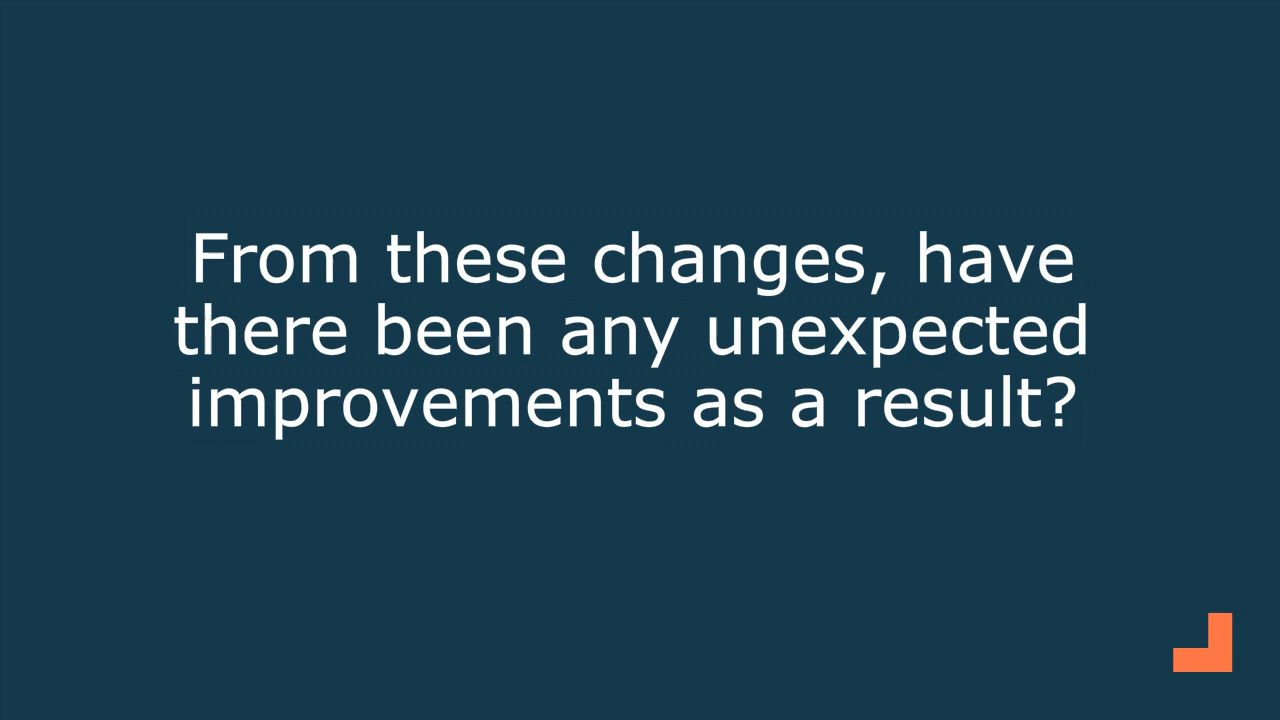 From these changes, have
there been any unexpected
improvements as a result?